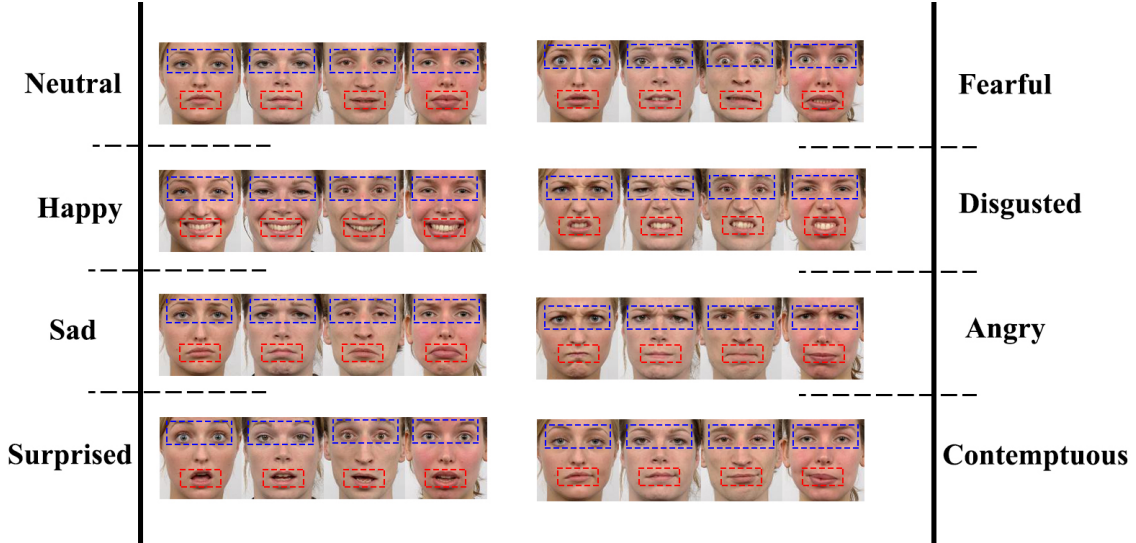 Neutral
Fearful
Happy
Disgusted
Sad
Angry
Surprised
Contemptuous